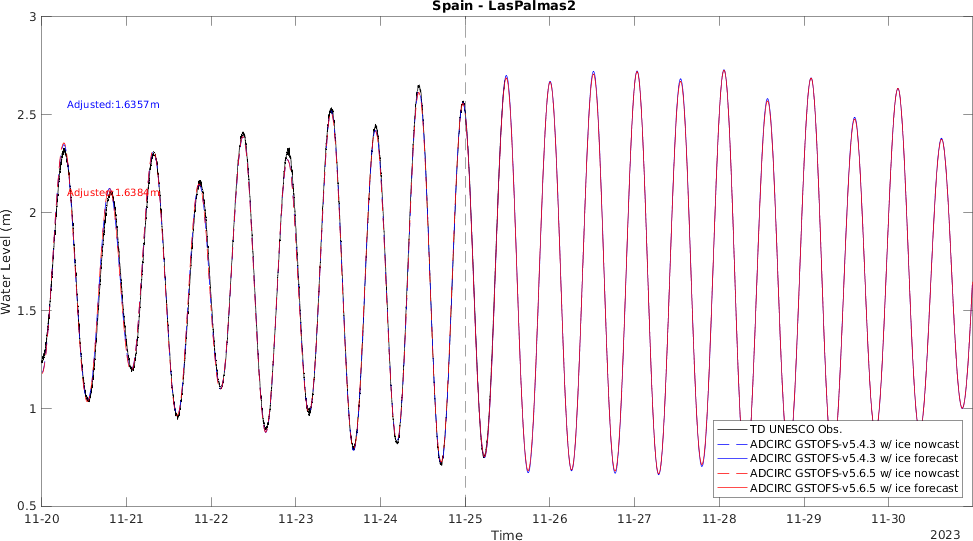 Spain - LasPalmas2
3
2.5
2
1.5
1
0.5
Water Level (m)
Adjusted:1.6357m
Adjusted:1.6384m
TD UNESCO Obs.
ADCIRC GSTOFS-v5.4.3 w/ ice nowcast
ADCIRC GSTOFS-v5.4.3 w/ ice forecast
ADCIRC GSTOFS-v5.6.5 w/ ice nowcast
ADCIRC GSTOFS-v5.6.5 w/ ice forecast
11-20 11-21 11-22 11-23 11-24 11-25 11-26 11-27 11-28 11-29 11-30
Time
2023